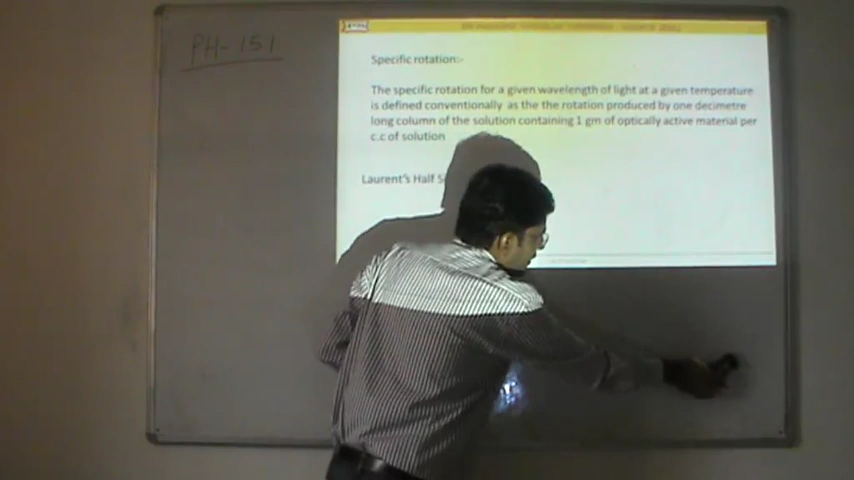 PH-151
Specific rotation:-
The specific rotation for a given wavelength of light at a given temperature
is defined conventionally as the the rotation produced by one decimetre
long column of the solution containing 1 gm of optically active material per
c.c of solution
Laurent's Half S